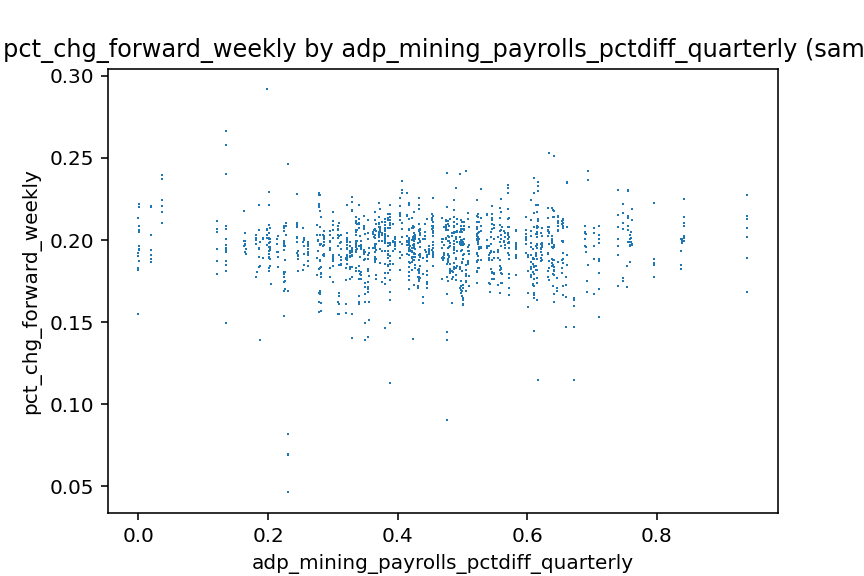 pct_chg_forward_weekly by adp_mining_payrolls_pctdiff_quarterly (sam
0.30
0.25
0.20
0.15
0.10
0.05
pct_chg_forward_weekly
0.0 0.2 0.4 0.6 0.8
adp_mining_payrolls_pctdiff_quarterly